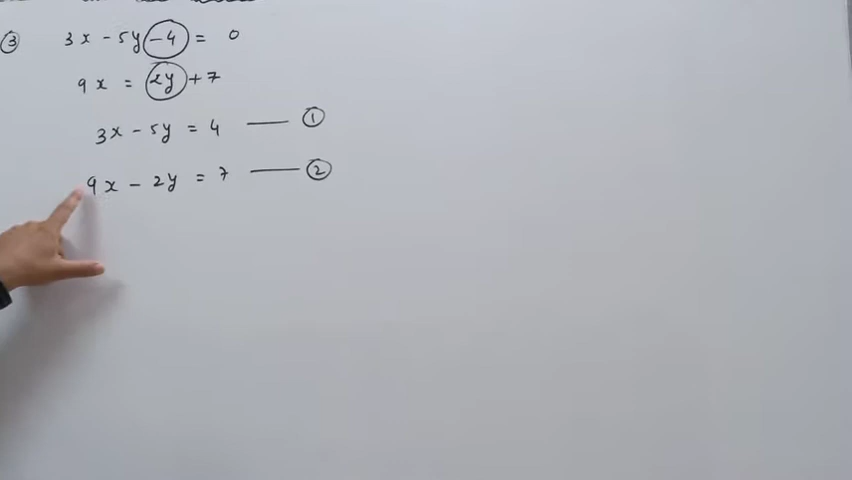 ③ 3x - 5y - 4 = 0
9x = 2y + 7
3x - 5y = 4 —— ①
9x - 2y = 7 —— ②